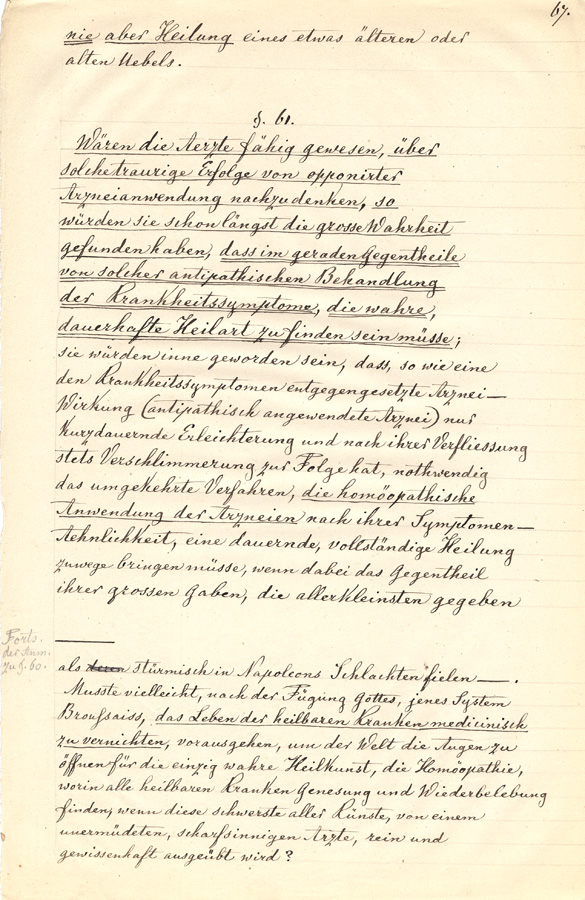 67.
nie aber Heilung eines etwas älteren oder
alten Uebels.
§. 61.
Wären die Aerzte fähig gewesen, über
solche traurige Erfolge von opponirter
Arzneianwendung nachzudenken, so
würden sie schon längst die grosse Wahrheit
gefunden haben, dass im geraden Gegentheile
von solcher antipathischen Behandlung
der Krankheitssymptome, die wahre,
dauerhafte Heilart zu finden sein müsse;
sie würden inne geworden sein, dass, so wie eine
den Krankheitssymptomen entgegengesetzte Arznei—
Wirkung (antipathisch angewendete Arznei) nur
kurzdauernde Erleichterung und nach ihrer Verfliessung
stets Verschlimmerung zur Folge hat, nothwendig
das umgekehrte Verfahren, die homöopathische
Anwendung der Arzneien nach ihrer Symptomen—
Aehnlichkeit, eine dauernde, vollständige Heilung
zuwege bringen müsse, wenn dabei das Gegentheil
ihrer grossen Gaben, die allerkleinsten gegeben
Forts.
der Anm.
zu §. 60.
als stürmisch in Napoleons Schlachten fielen —.
Musste vielleicht, nach der Fügung Gottes, jenes System
Broussais, das Leben der heilbaren Kranken medicinisch
zu vernichten, vorausgehen, um der Welt die Augen zu
öffnen für die einzig wahre Heilkunst, die Homöopathie,
worin alle heilbaren Kranken Genesung und Wiederbelebung
finden, wenn diese schwerste aller Künste, von einem
unermüdeten, scharfsinnigen Arzte, rein und
gewissenhaft ausgeübt wird?